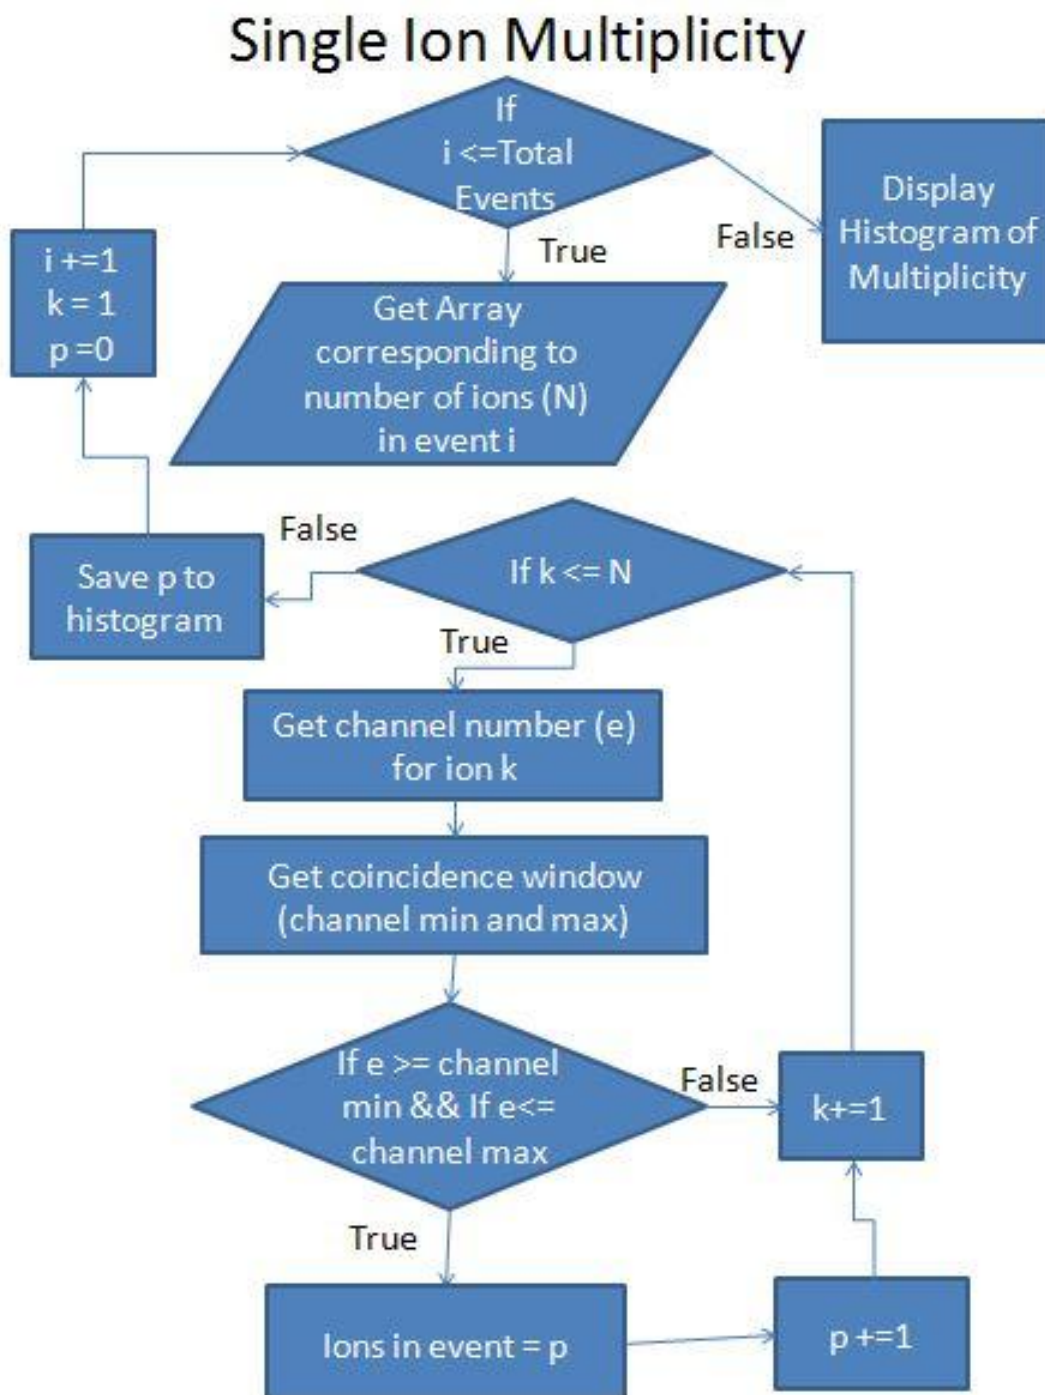 Single Ion Multiplicity
If
i <=Total
Events
True
False
Display
Histogram of
Multiplicity
i +=1
k = 1
p =0
Get Array
corresponding to
number of ions (N)
in event i
False
If k <= N
Save p to
histogram
True
Get channel number (e)
for ion k
Get coincidence window
(channel min and max)
If e >= channel
min && If e<=
channel max
False
k+=1
True
Ions in event = p
p +=1